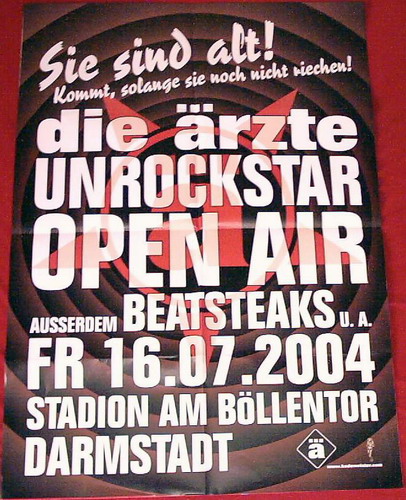 Sie sind alt!
Kommt, solange sie noch nicht riechen!
die ärzte
UNROCKSTAR
OPEN AIR
AUSSERDEM BEATSTEAKS U. A.
FR 16.07.2004
STADION AM BÖLLENTOR
DARMSTADT